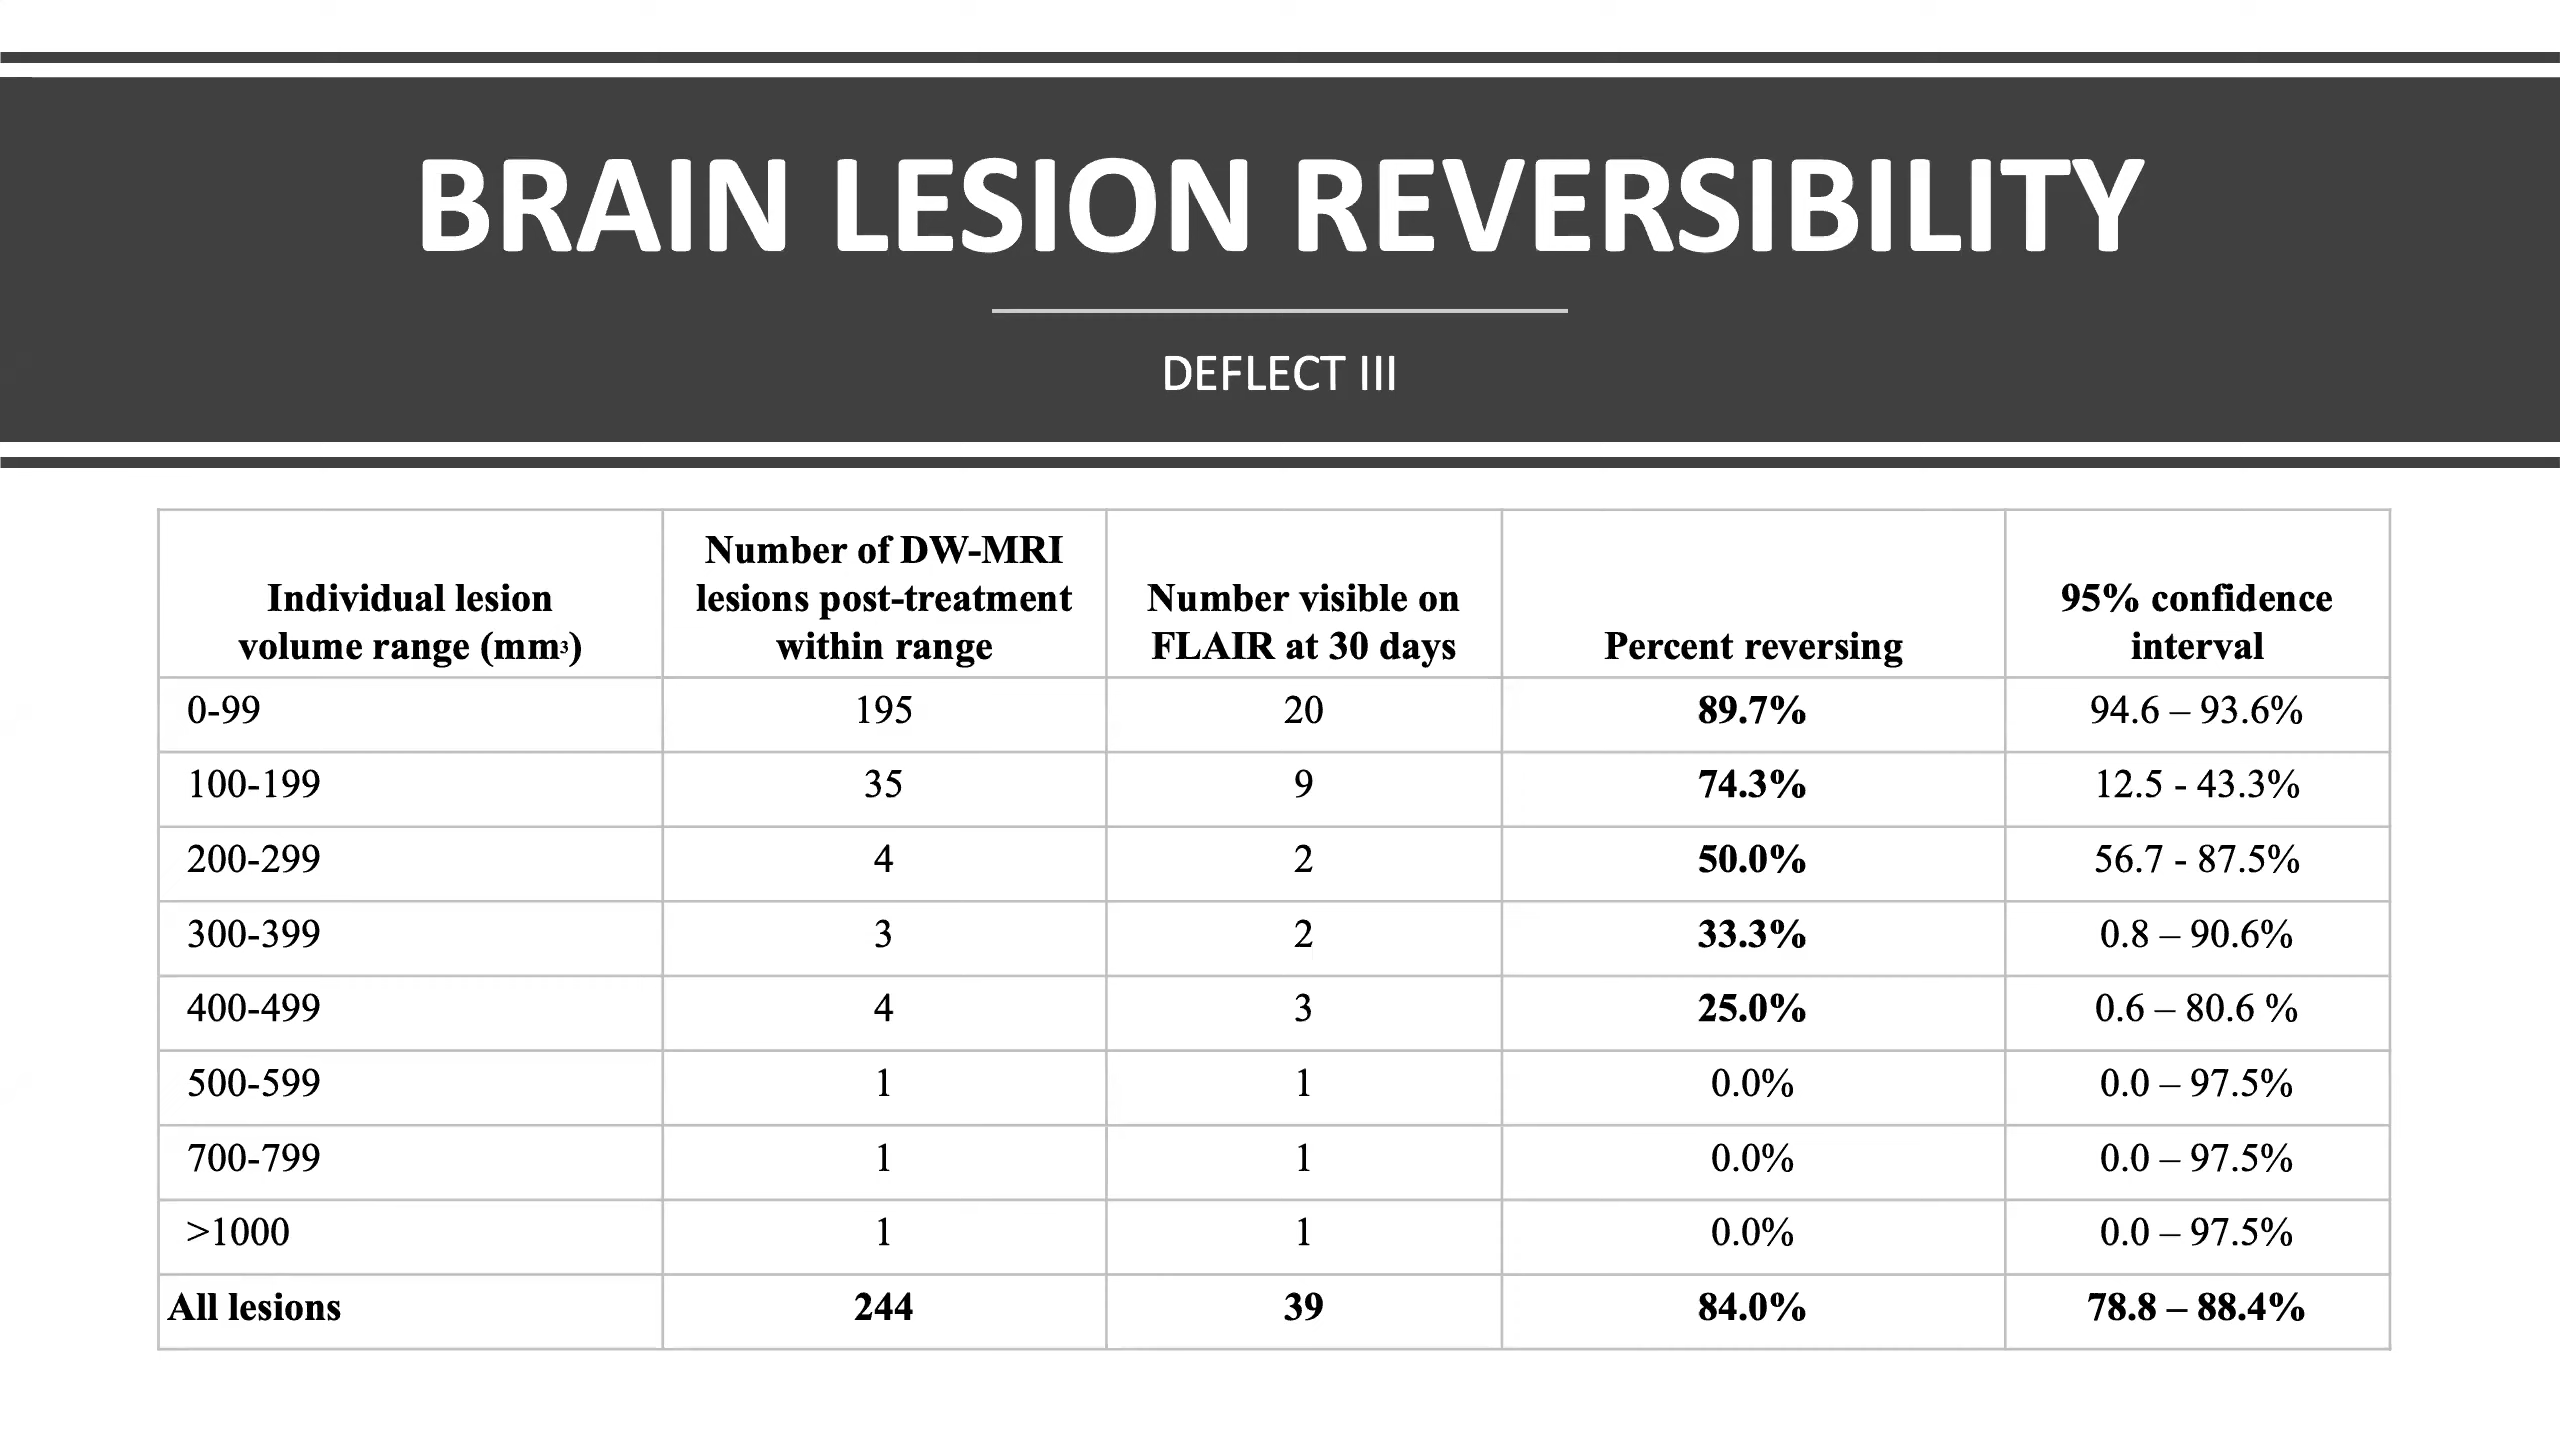 BRAIN LESION REVERSIBILITY
DEFLECT III
Individual lesion volume range (mm³) Number of DW-MRI lesions post-treatment within range Number visible on FLAIR at 30 days Percent reversing 95% confidence interval
0-99 195 20 89.7% 94.6 – 93.6%
100-199 35 9 74.3% 12.5 - 43.3%
200-299 4 2 50.0% 56.7 - 87.5%
300-399 3 2 33.3% 0.8 – 90.6%
400-499 4 3 25.0% 0.6 – 80.6 %
500-599 1 1 0.0% 0.0 – 97.5%
700-799 1 1 0.0% 0.0 – 97.5%
>1000 1 1 0.0% 0.0 – 97.5%
All lesions 244 39 84.0% 78.8 – 88.4%